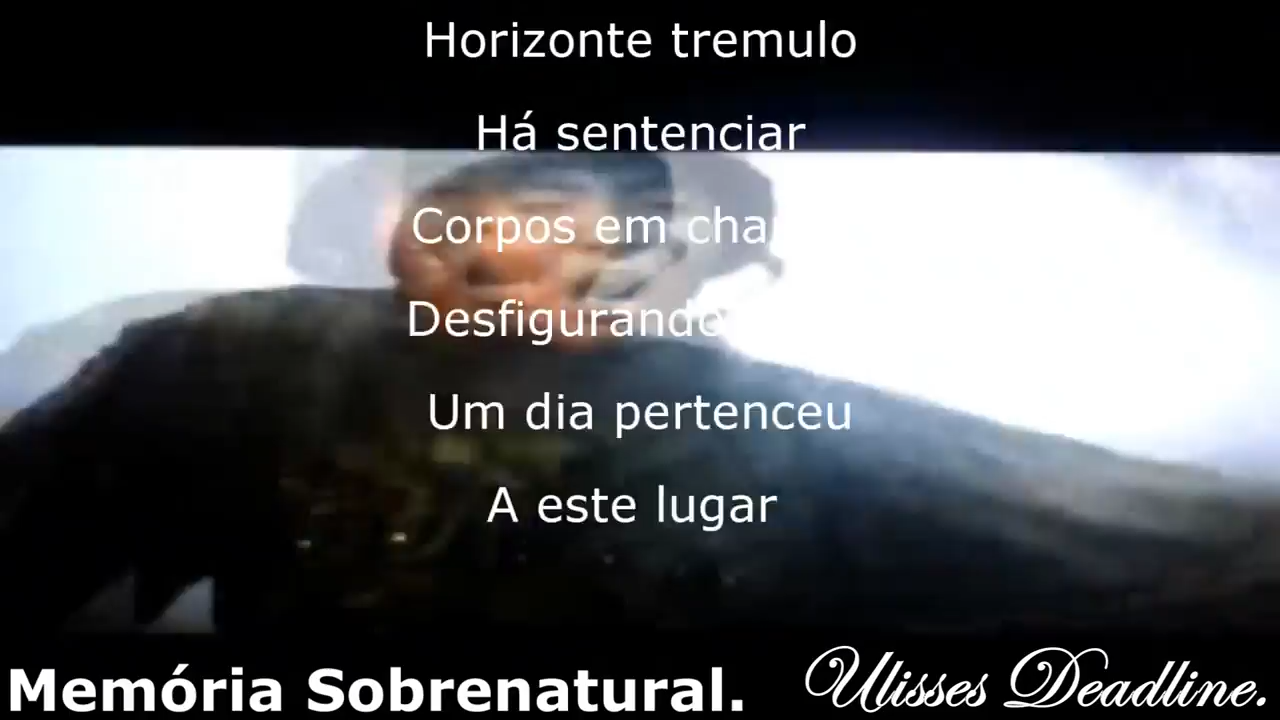 Horizonte tremulo
Há sentenciar
Corpos em
Desfigurando
Um dia pertenceu
A este lugar
Memória Sobrenatural.
Ulisses Deadline.